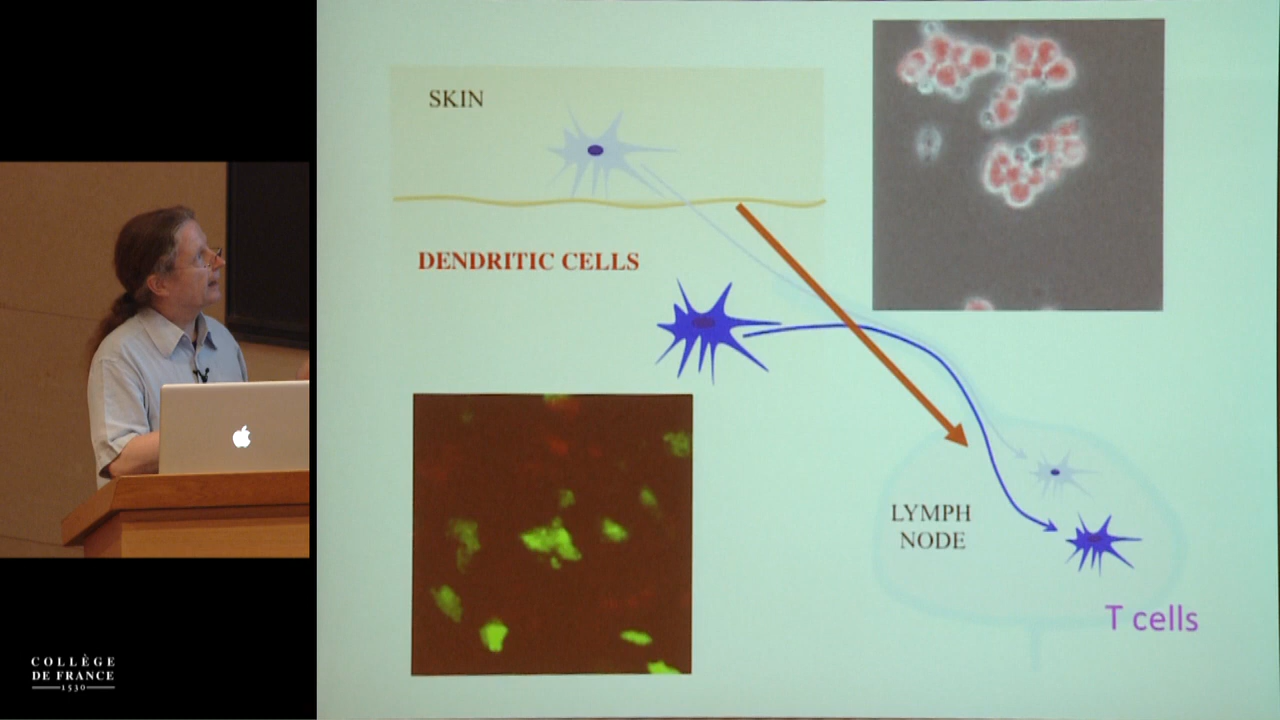 SKIN
DENDRITIC CELLS
LYMPH
NODE
T cells
COLLÈGE
DE FRANCE
1530